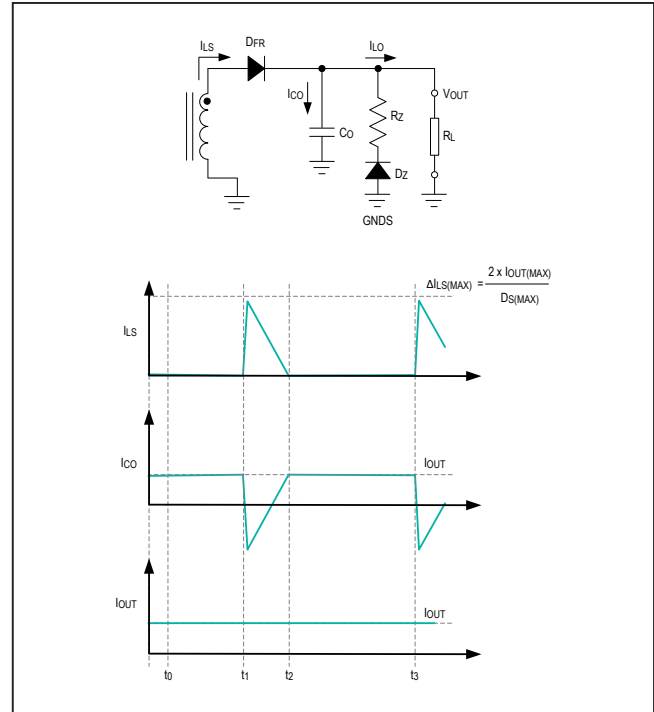 ILS
DFR
ILO
ICO
VOUT
CO
RZ
RL
DZ
GNDS
ΔILS(MAX) = 2 x IOUT(MAX) / DS(MAX)
ILS
ICO
IOUT
IOUT
IOUT
t0 t1 t2 t3